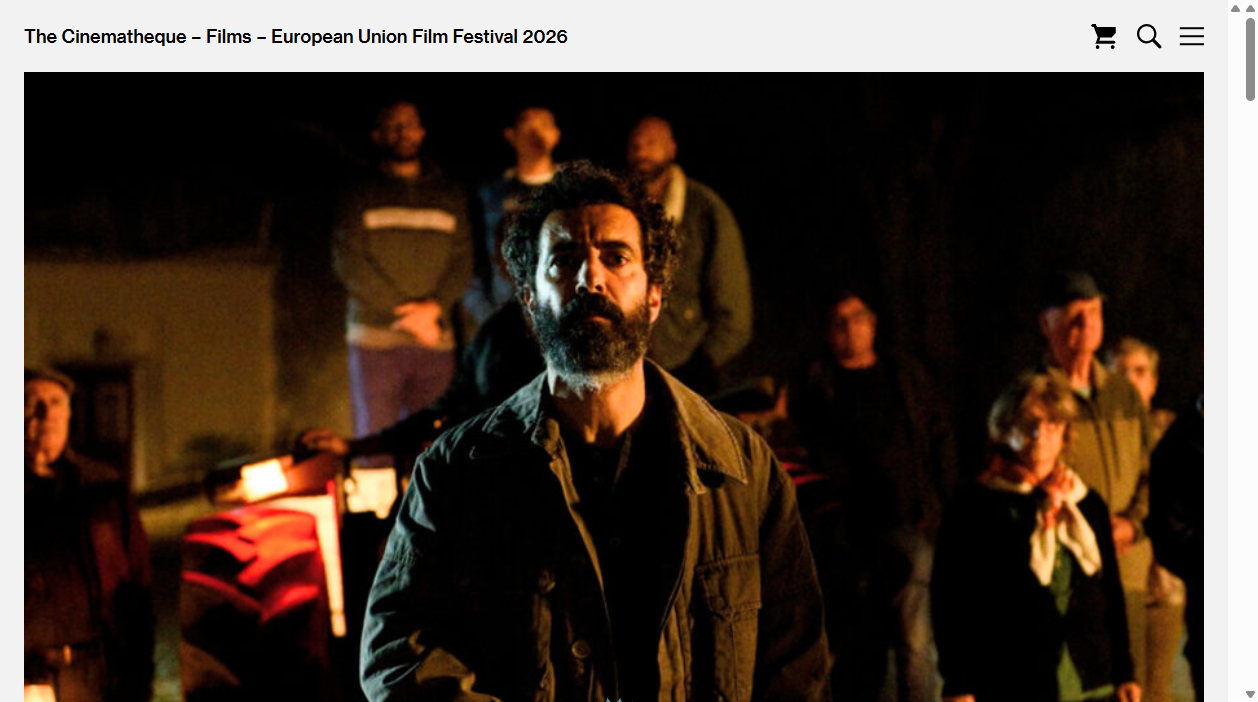 The Cinematheque – Films – European Union Film Festival 2026